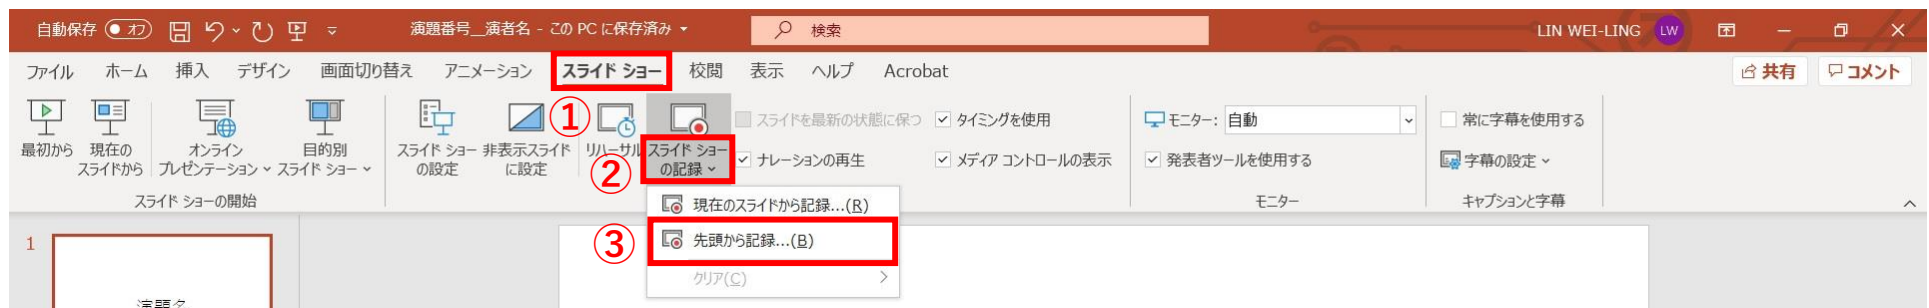 自動保存 オフ 演題番号__演者名 - この PC に保存済み 検索 LIN WEI-LING LW
ファイル ホーム 挿入 デザイン 画面切り替え アニメーション スライド ショー 校閲 表示 ヘルプ Acrobat 共有 コメント
①
最初から
現在の
スライドから
オンライン
プレゼンテーション
目的別
スライド ショー
スライド ショー
の設定
非表示スライド
に設定
リハーサル
②
スライド ショー
の記録
スライドを最新の状態に保つ
タイミングを使用
ナレーションの再生
メディア コントロールの表示
モニター: 自動
発表者ツールを使用する
常に字幕を使用する
字幕の設定
スライド ショーの開始
モニター
キャプションと字幕
現在のスライドから記録...(R)
③
先頭から記録...(B)
クリア(C)
1
演題名